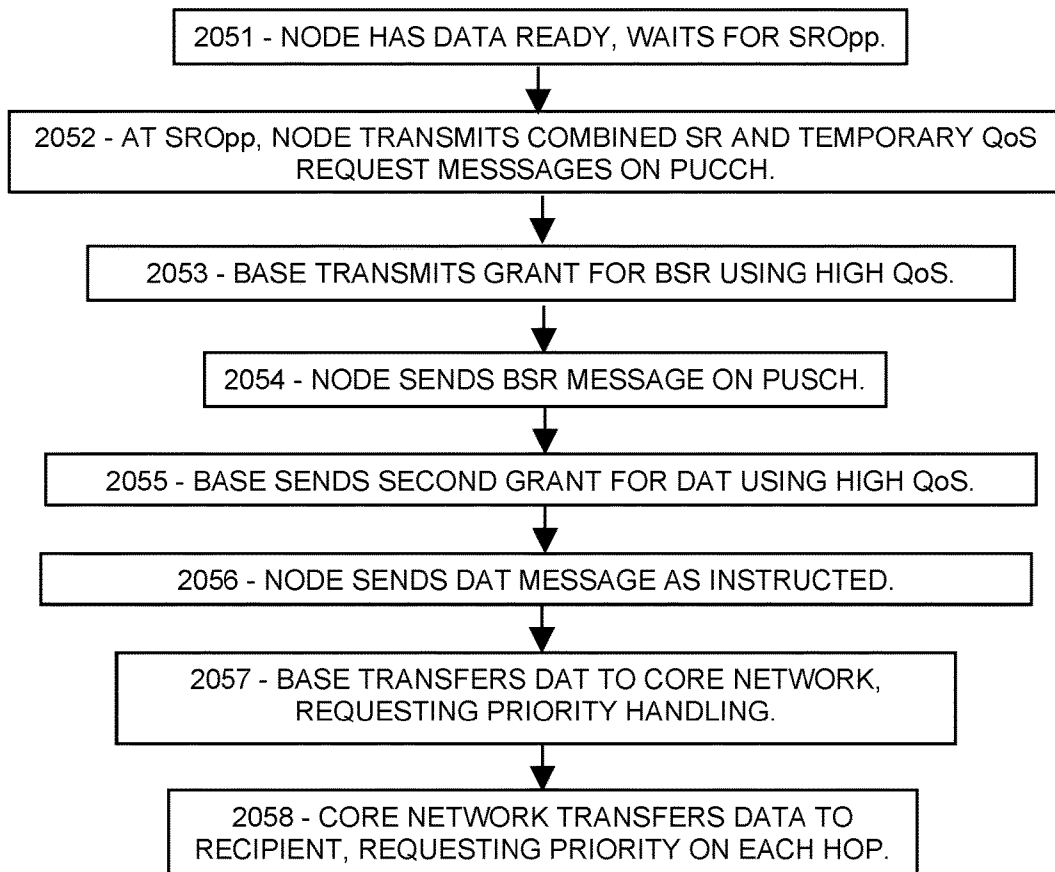 2051 - NODE HAS DATA READY, WAITS FOR SROpp.
2052 - AT SROpp, NODE TRANSMITS COMBINED SR AND TEMPORARY QoS
REQUEST MESSSAGES ON PUCCH.
2053 - BASE TRANSMITS GRANT FOR BSR USING HIGH QoS.
2054 - NODE SENDS BSR MESSAGE ON PUSCH.
2055 - BASE SENDS SECOND GRANT FOR DAT USING HIGH QoS.
2056 - NODE SENDS DAT MESSAGE AS INSTRUCTED.
2057 - BASE TRANSFERS DAT TO CORE NETWORK,
REQUESTING PRIORITY HANDLING.
2058 - CORE NETWORK TRANSFERS DATA TO
RECIPIENT, REQUESTING PRIORITY ON EACH HOP.